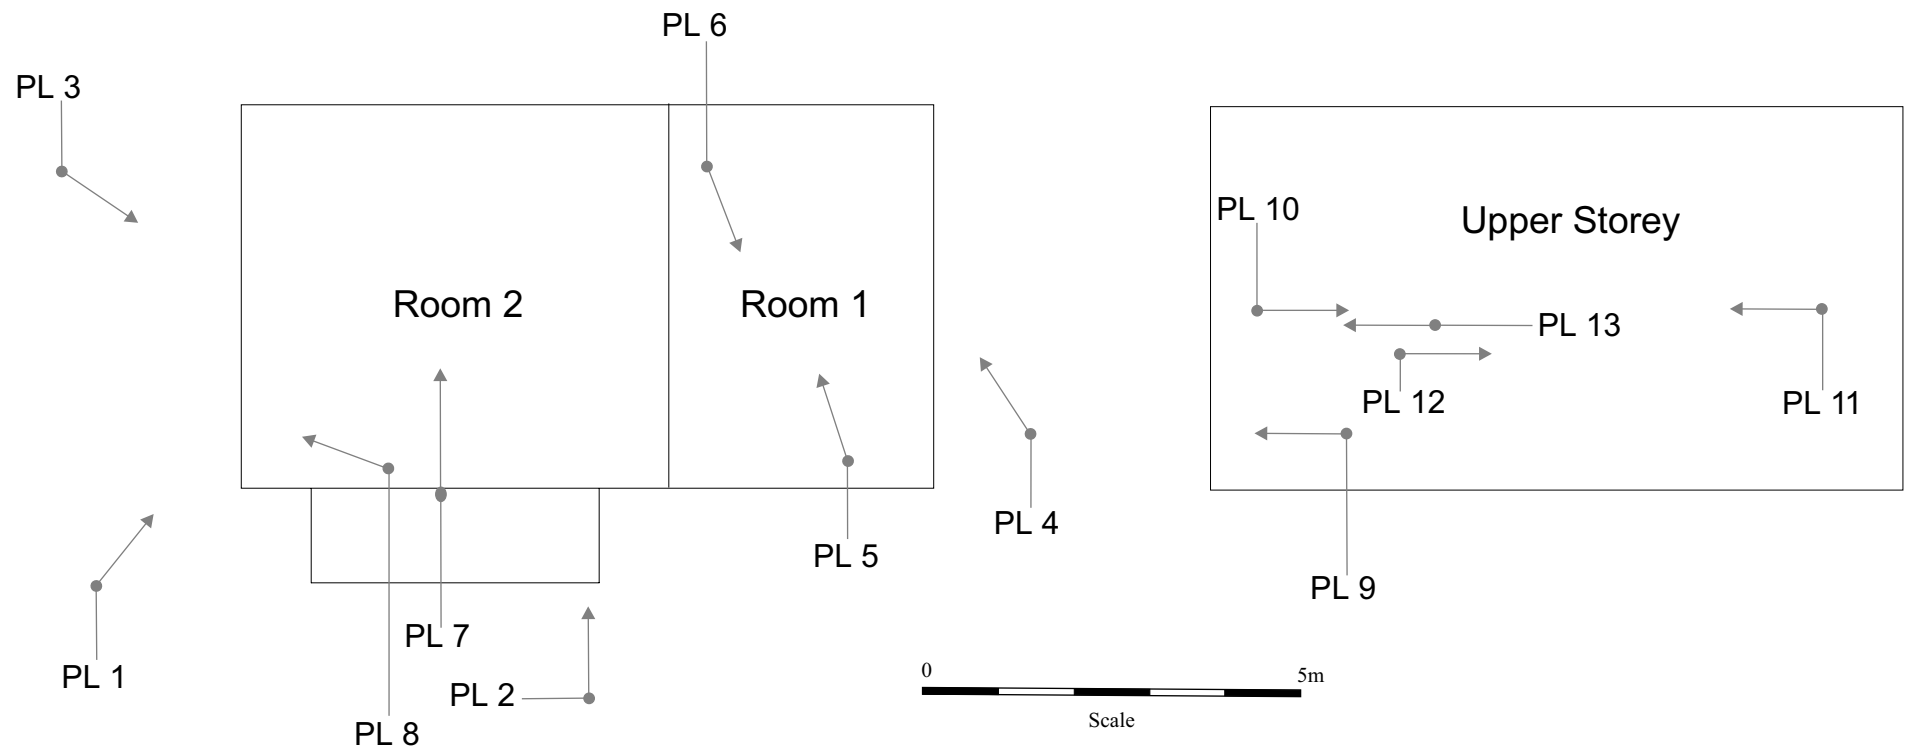 PL 6
PL 3
PL 10
Upper Storey
Room 2
Room 1
PL 13
PL 12
PL 11
PL 4
PL 5
PL 9
PL 7
PL 1
PL 2
PL 8
0
5m
Scale